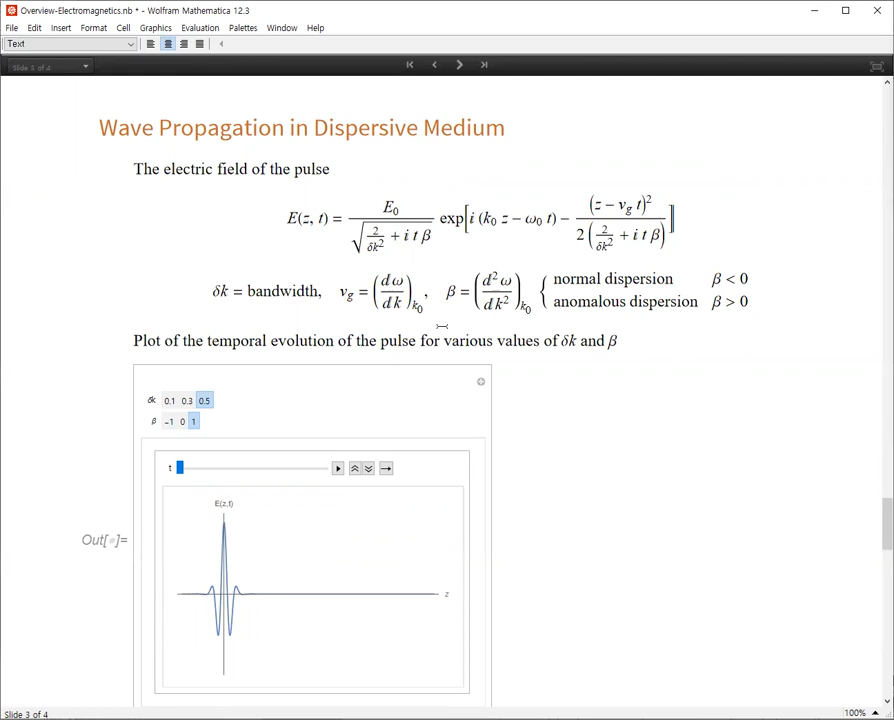 Overview-Electromagnetics.nb * - Wolfram Mathematica 12.3
File Edit Insert Format Cell Graphics Evaluation Palettes Window Help
Text
Slide 3 of 4
Wave Propagation in Dispersive Medium
The electric field of the pulse
E(z, t) = E₀ / √(2/δk² + i t β) exp[i (k₀ z − ω₀ t) − (z − v_g t)² / 2 (2/δk² + i t β)]
δk = bandwidth, v_g = (dω/dk)_k₀, β = (d²ω/dk²)_k₀ { normal dispersion β < 0
anomalous dispersion β > 0
Plot of the temporal evolution of the pulse for various values of δk and β
δk 0.1 0.3 0.5
β −1 0 1
t
E(z,t)
Out[•]=
z
Slide 3 of 4
100%